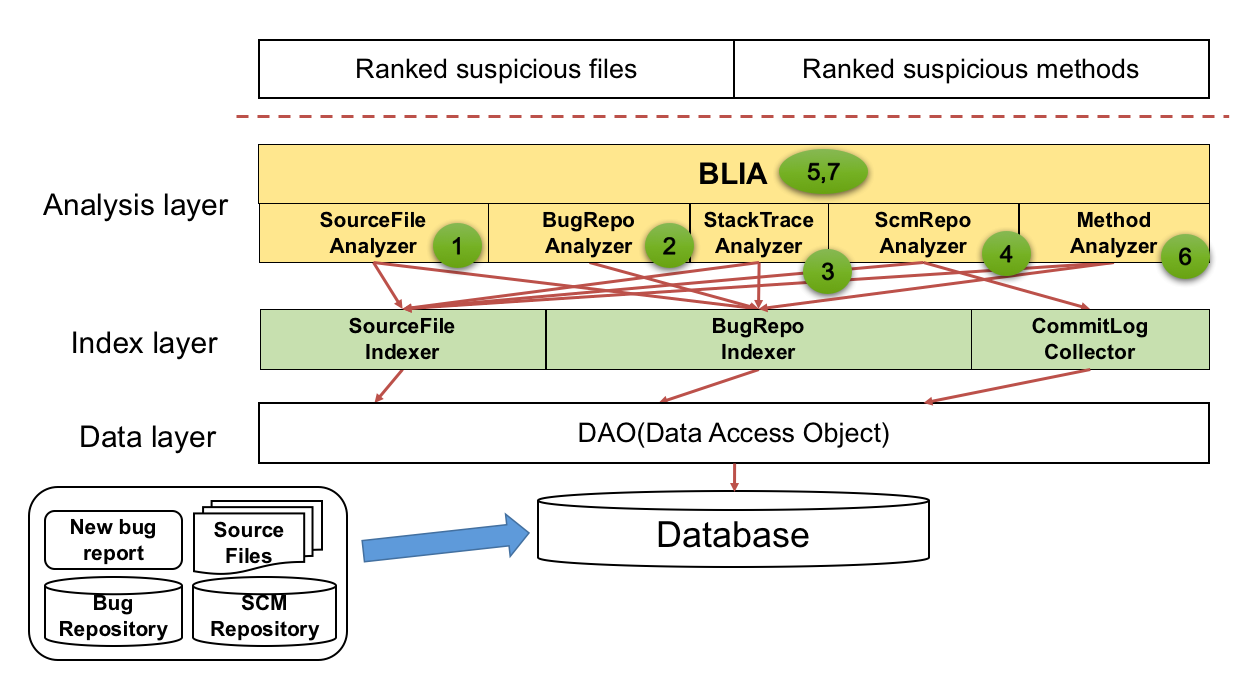 Ranked suspicious files
Ranked suspicious methods
Analysis layer
BLIA
5,7
SourceFile
Analyzer
1
BugRepo
Analyzer
2
StackTrace
Analyzer
3
ScmRepo
Analyzer
4
Method
Analyzer
6
Index layer
SourceFile
Indexer
BugRepo
Indexer
CommitLog
Collector
Data layer
DAO(Data Access Object)
New bug
report
Source
Files
Bug
Repository
SCM
Repository
Database